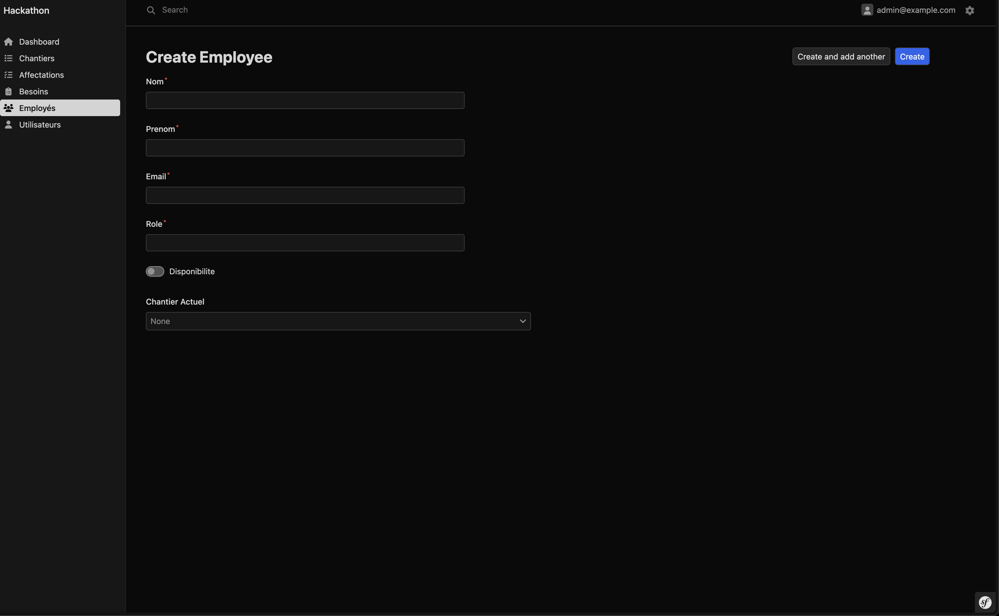 Hackathon
Search
admin@example.com
Dashboard
Chantiers
Affectations
Besoins
Employés
Utilisateurs
Create Employee
Create and add another
Create
Nom
Prenom
Email
Role
Disponibilite
Chantier Actuel
None
sf